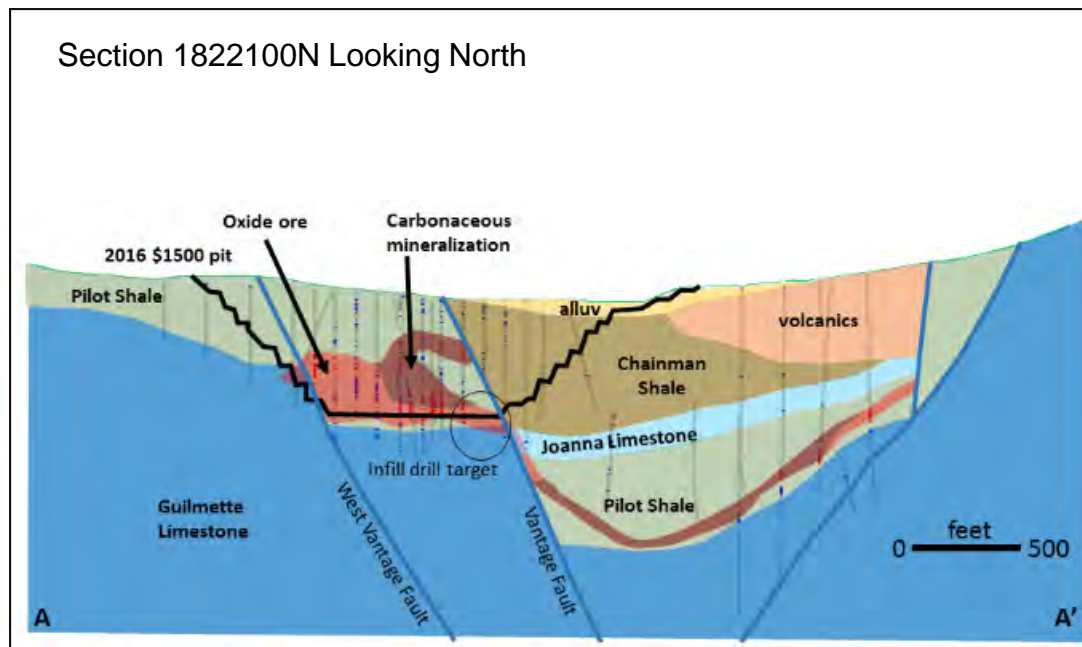 Section 1822100N Looking North
Oxide ore
Carbonaceous
mineralization
2016 $1500 pit
Pilot Shale
alluv
volcanics
Chainman
Shale
Joanna Limestone
Infill drill target
Pilot Shale
Guilmette
Limestone
West Vantage Fault
Vantage Fault
feet
0 500
A
A'